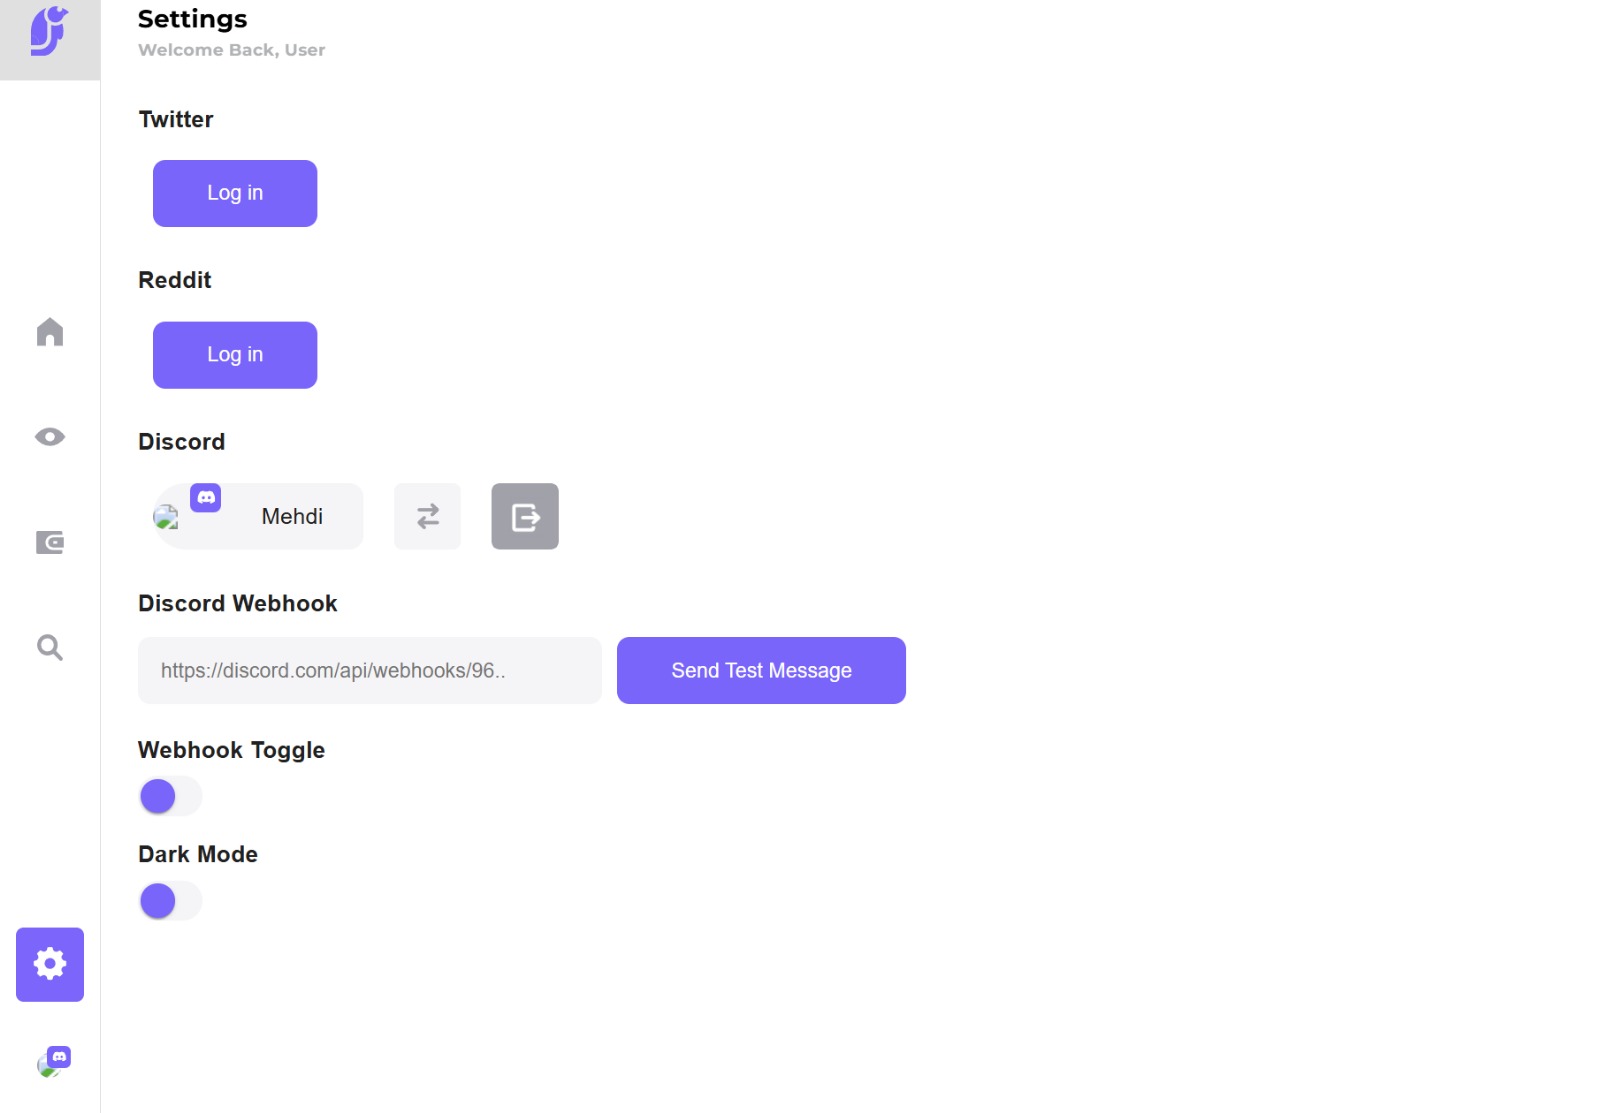 Settings
Welcome Back, User
Twitter
Log in
Reddit
Log in
Discord
Mehdi
Discord Webhook
https://discord.com/api/webhooks/96..
Send Test Message
Webhook Toggle
Dark Mode